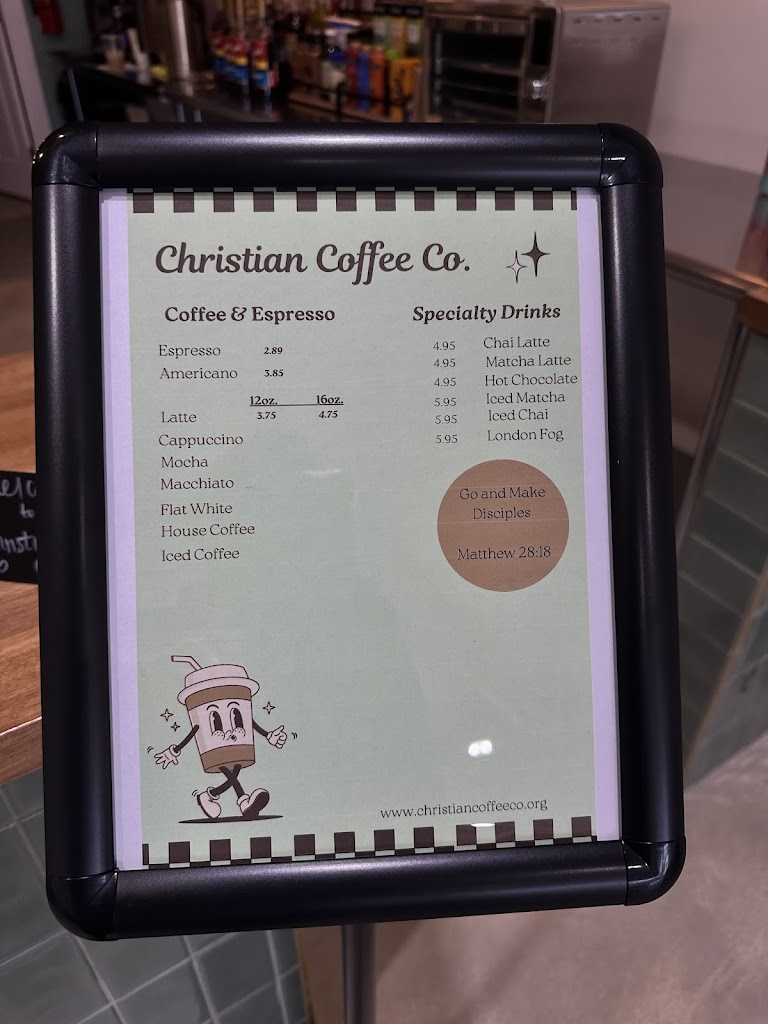 Christian Coffee Co.
Coffee & Espresso
Espresso 2.89
Americano 3.85
12oz. 16oz.
Latte 3.75 4.75
Cappuccino
Mocha
Macchiato
Flat White
House Coffee
Iced Coffee
Specialty Drinks
4.95 Chai Latte
4.95 Matcha Latte
4.95 Hot Chocolate
5.95 Iced Matcha
5.95 Iced Chai
5.95 London Fog
Go and Make
Disciples
Matthew 28:18
www.christiancoffeeco.org
to